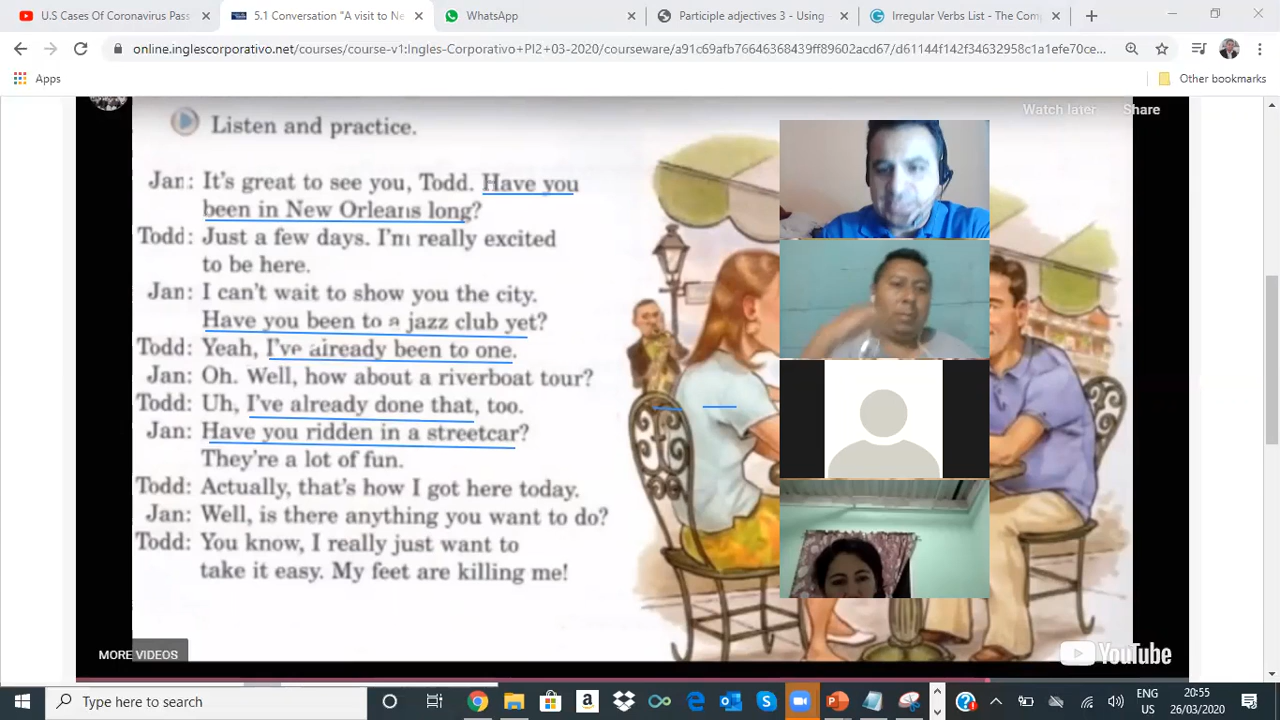 U.S Cases Of Coronavirus Pass
5.1 Conversation "A visit to Ne
WhatsApp
Participle adjectives 3 - Using
Irregular Verbs List - The Com
online.inglescorporativo.net/courses/course-v1:Ingles-Corporativo+PI2+03-2020/courseware/a91c69afb76b46368439ff89602acd67/d61144f142f34632958c1a1efe70ce...
Apps
Other bookmarks
Watch later
Share
Listen and practice.
Jan: It's great to see you, Todd. Have you
been in New Orleans long?
Todd: Just a few days. I'm really excited
to be here.
Jan: I can't wait to show you the city.
Have you been to a jazz club yet?
Todd: Yeah, I've already been to one.
Jan: Oh. Well, how about a riverboat tour?
Todd: Uh, I've already done that, too.
Jan: Have you ridden in a streetcar?
They're a lot of fun.
Todd: Actually, that's how I got here today.
Jan: Well, is there anything you want to do?
Todd: You know, I really just want to
take it easy. My feet are killing me!
MORE VIDEOS
YouTube
Type here to search
ENG
US
20:55
26/03/2020